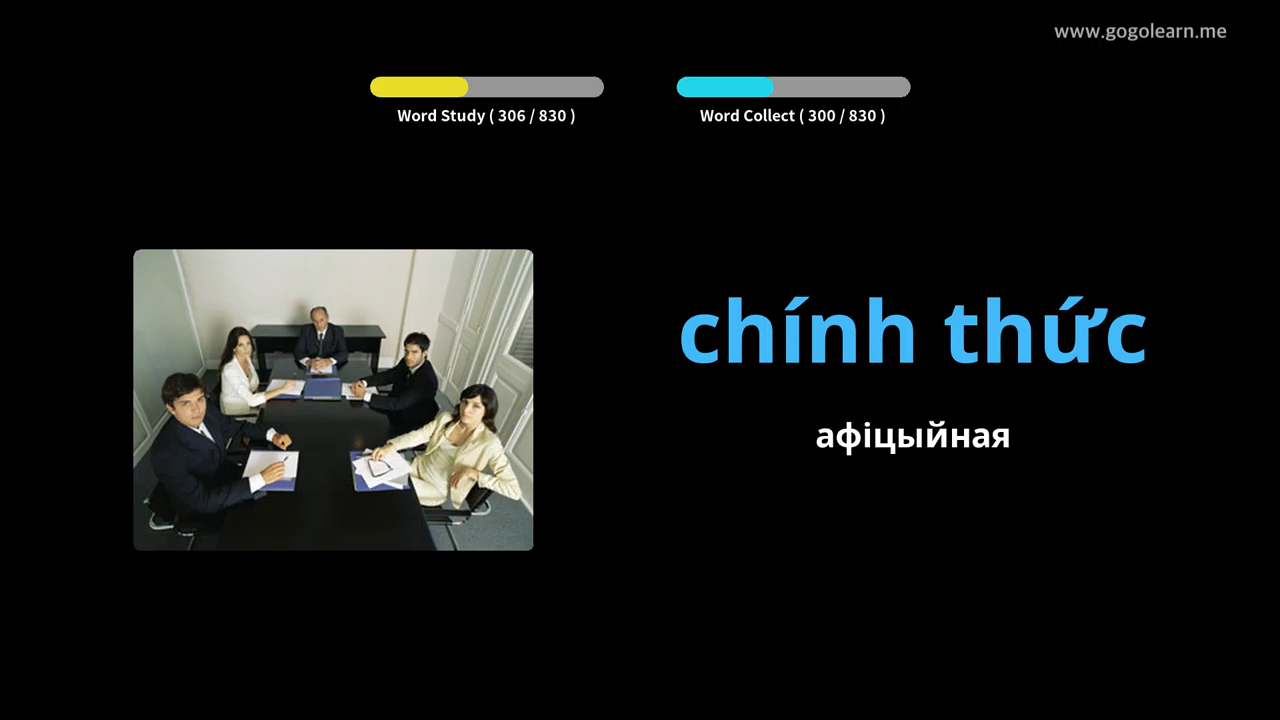 www.gogolearn.me
Word Study ( 306 / 830 )
Word Collect ( 300 / 830 )
chính thức
афіцыйная